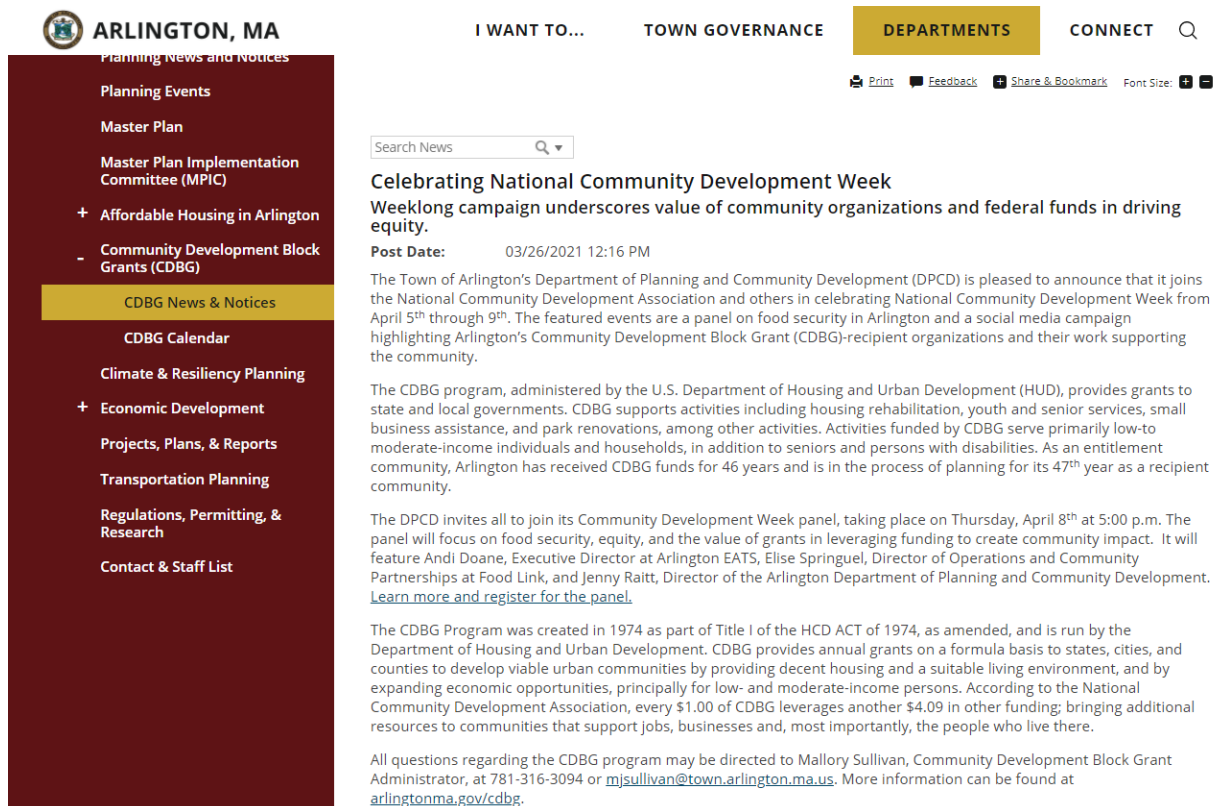 ARLINGTON, MA
I WANT TO...
TOWN GOVERNANCE
DEPARTMENTS
CONNECT
Planning News and Notices
Planning Events
Master Plan
Master Plan Implementation
Committee (MPIC)
+ Affordable Housing in Arlington
- Community Development Block
Grants (CDBG)
CDBG News & Notices
CDBG Calendar
Climate & Resiliency Planning
+ Economic Development
Projects, Plans, & Reports
Transportation Planning
Regulations, Permitting, &
Research
Contact & Staff List
Print Feedback + Share & Bookmark Font Size: + -
Search News
Celebrating National Community Development Week
Weeklong campaign underscores value of community organizations and federal funds in driving
equity.
Post Date: 03/26/2021 12:16 PM
The Town of Arlington's Department of Planning and Community Development (DPCD) is pleased to announce that it joins
the National Community Development Association and others in celebrating National Community Development Week from
April 5th through 9th. The featured events are a panel on food security in Arlington and a social media campaign
highlighting Arlington's Community Development Block Grant (CDBG)-recipient organizations and their work supporting
the community.
The CDBG program, administered by the U.S. Department of Housing and Urban Development (HUD), provides grants to
state and local governments. CDBG supports activities including housing rehabilitation, youth and senior services, small
business assistance, and park renovations, among other activities. Activities funded by CDBG serve primarily low-to
moderate-income individuals and households, in addition to seniors and persons with disabilities. As an entitlement
community, Arlington has received CDBG funds for 46 years and is in the process of planning for its 47th year as a recipient
community.
The DPCD invites all to join its Community Development Week panel, taking place on Thursday, April 8th at 5:00 p.m. The
panel will focus on food security, equity, and the value of grants in leveraging funding to create community impact. It will
feature Andi Doane, Executive Director at Arlington EATS, Elise Springuel, Director of Operations and Community
Partnerships at Food Link, and Jenny Raitt, Director of the Arlington Department of Planning and Community Development.
Learn more and register for the panel.
The CDBG Program was created in 1974 as part of Title I of the HCD ACT of 1974, as amended, and is run by the
Department of Housing and Urban Development. CDBG provides annual grants on a formula basis to states, cities, and
counties to develop viable urban communities by providing decent housing and a suitable living environment, and by
expanding economic opportunities, principally for low- and moderate-income persons. According to the National
Community Development Association, every $1.00 of CDBG leverages another $4.09 in other funding; bringing additional
resources to communities that support jobs, businesses and, most importantly, the people who live there.
All questions regarding the CDBG program may be directed to Mallory Sullivan, Community Development Block Grant
Administrator, at 781-316-3094 or mjsullivan@town.arlington.ma.us. More information can be found at
arlingtonma.gov/cdbg.